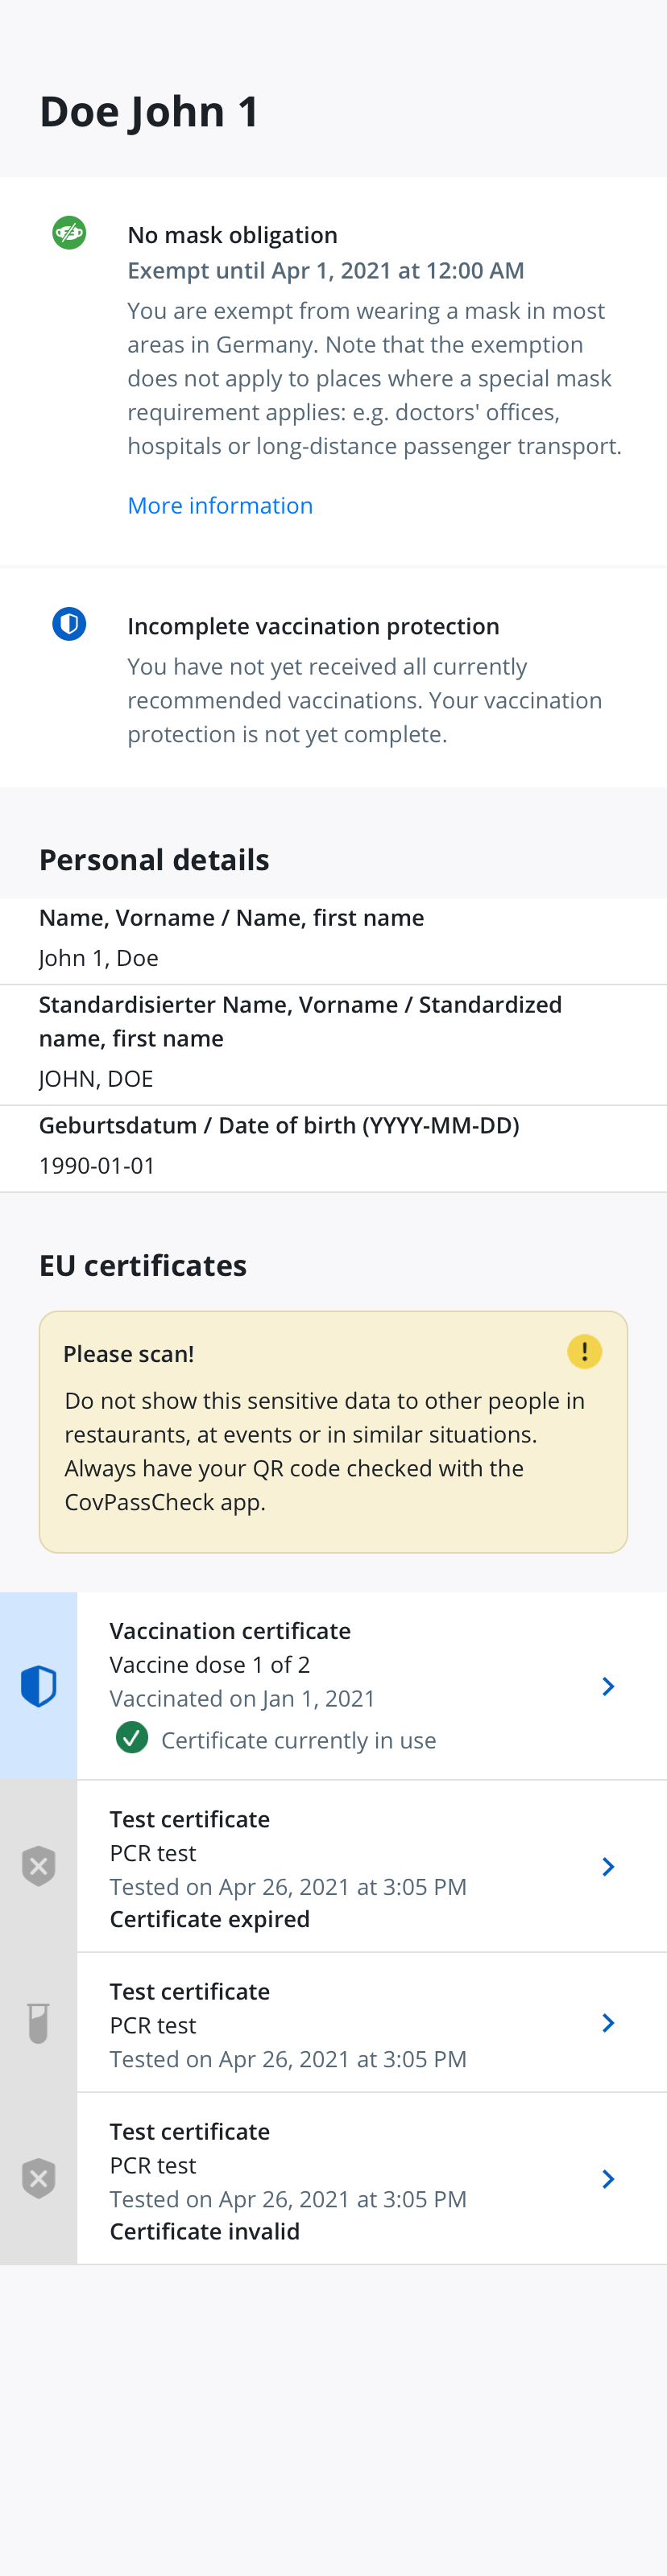 Doe John 1
No mask obligation
Exempt until Apr 1, 2021 at 12:00 AM
You are exempt from wearing a mask in most
areas in Germany. Note that the exemption
does not apply to places where a special mask
requirement applies: e.g. doctors' offices,
hospitals or long-distance passenger transport.
More information
Incomplete vaccination protection
You have not yet received all currently
recommended vaccinations. Your vaccination
protection is not yet complete.
Personal details
Name, Vorname / Name, first name
John 1, Doe
Standardisierter Name, Vorname / Standardized
name, first name
JOHN, DOE
Geburtsdatum / Date of birth (YYYY-MM-DD)
1990-01-01
EU certificates
Please scan!
Do not show this sensitive data to other people in
restaurants, at events or in similar situations.
Always have your QR code checked with the
CovPassCheck app.
Vaccination certificate
Vaccine dose 1 of 2
Vaccinated on Jan 1, 2021
Certificate currently in use
Test certificate
PCR test
Tested on Apr 26, 2021 at 3:05 PM
Certificate expired
Test certificate
PCR test
Tested on Apr 26, 2021 at 3:05 PM
Test certificate
PCR test
Tested on Apr 26, 2021 at 3:05 PM
Certificate invalid